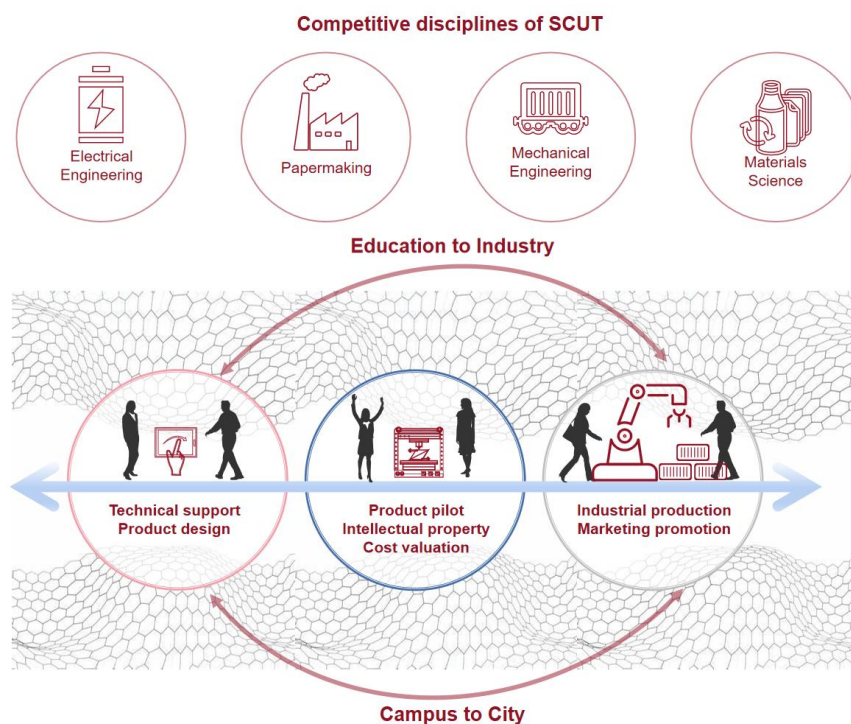 Competitive disciplines of SCUT
Electrical
Engineering
Papermaking
Mechanical
Engineering
Materials
Science
Education to Industry
Technical support
Product design
Product pilot
Intellectual property
Cost valuation
Industrial production
Marketing promotion
Campus to City